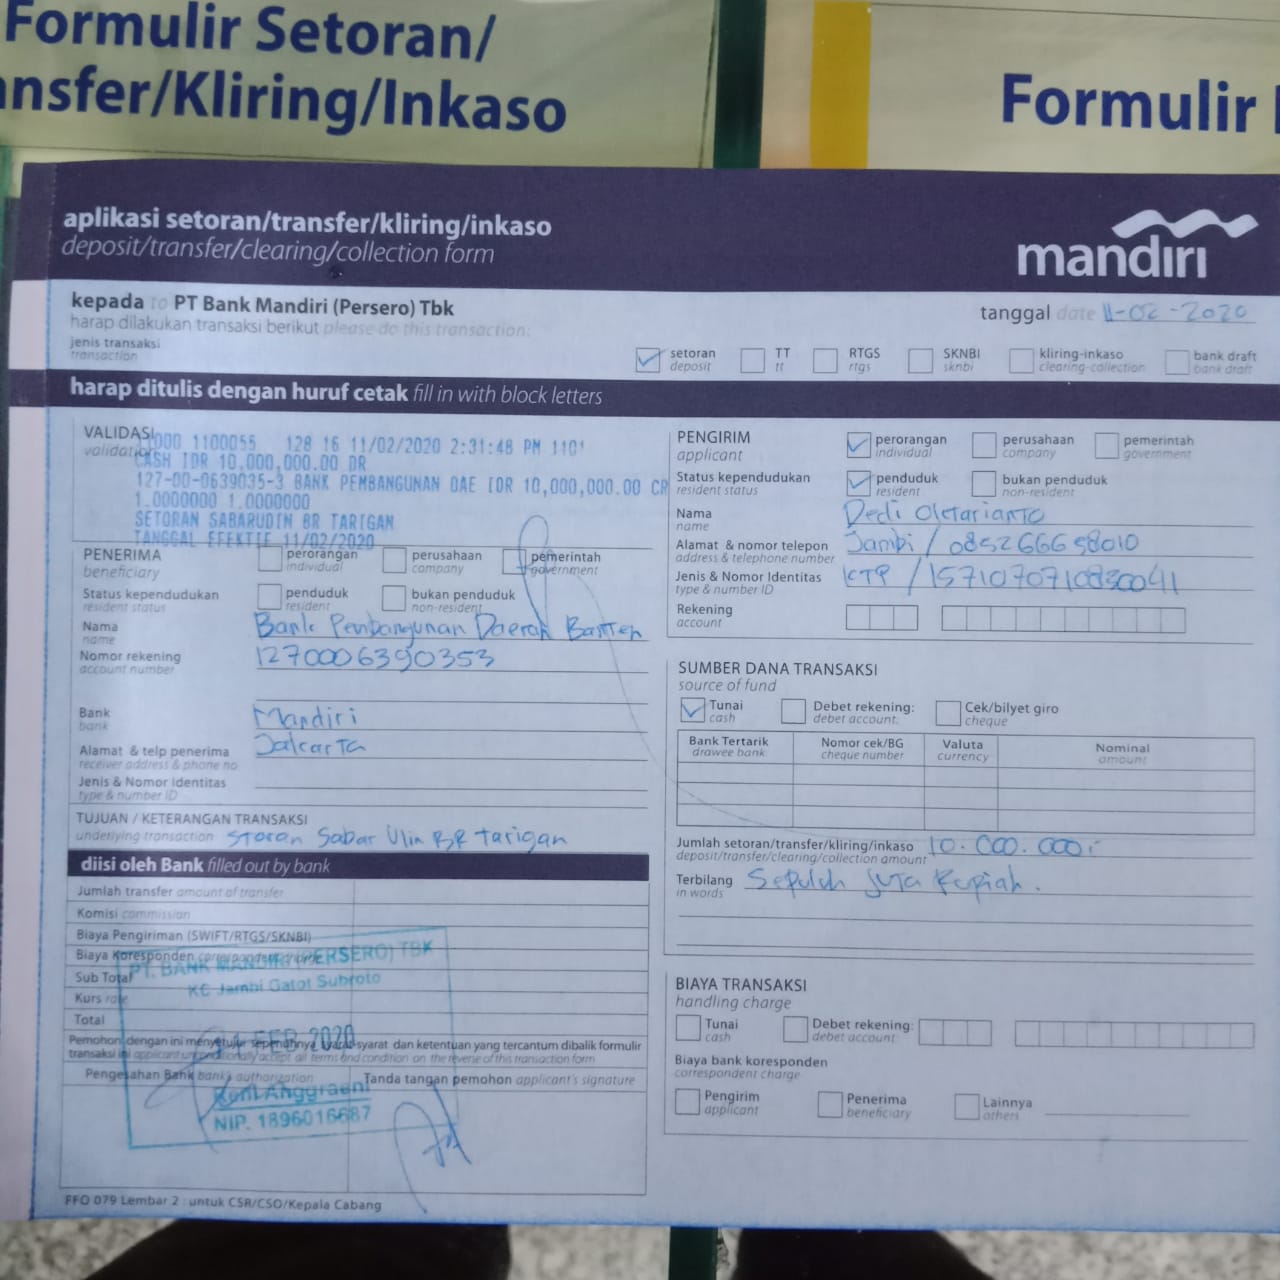 Formulir Setoran/
ansfer/Kliring/Inkaso
Formulir
aplikasi setoran/transfer/kliring/inkaso
deposit/transfer/clearing/collection form
mandiri
kepada to PT Bank Mandiri (Persero) Tbk
harap dilakukan transaksi berikut please do this transaction:
tanggal date 11-02-2020
jenis transaksi
transaction
setoran
deposit
TT
tt
RTGS
rtgs
SKNBI
sknbi
kliring-inkaso
clearing-collection
bank draft
bank draft
harap ditulis dengan huruf cetak fill in with block letters
VALIDASI
validation
1100055 128 16 11/02/2020 2:31:48 PM 1101
CASH IDR 10,000,000.00 DR
127-00-0639035-3 BANK PEMBANGUNAN DAE IDR 10,000,000.00 CR
1.0000000 1.0000000
SETORAN SABARUDIN BR TARIGAN
TANGGAL EFEKTIF 11/02/2020
PENERIMA
beneficiary
perorangan
individual
perusahaan
company
pemerintah
government
Status kependudukan
resident status
penduduk
resident
bukan penduduk
non-resident
Nama Bank Pembangunan Daerah Banten
name
Nomor rekening 1270006390353
account number
Bank Mandiri
bank
Alamat & telp penerima Jakarta
receiver address & phone no
Jenis & Nomor Identitas
type & number ID
TUJUAN / KETERANGAN TRANSAKSI
underlying transaction Storan Sabar Ulin BR Tarigan
diisi oleh Bank filled out by bank
Jumlah transfer amount of transfer
Komisi commission
Biaya Pengiriman (SWIFT/RTGS/SKNBI)
Biaya Koresponden
Sub Total
Kurs rate
Total
PT. BANK MANDIRI (PERSERO) TBK
KC Jambi Gatot Subroto
FEB 2020
Pemohon dengan ini menyetujui sepenuhnya syarat-syarat dan ketentuan yang tercantum dibalik formulir
transaksi ini applicant unconditionally accept all terms and condition on the reverse of this transaction form
Pengesahan Bank bank's authorization
Tanda tangan pemohon applicant's signature
Anggraeni
NIP. 1896016687
FFO 079 Lembar 2 : untuk CSR/CSO/Kepala Cabang
PENGIRIM
applicant
perorangan
individual
perusahaan
company
pemerintah
government
Status kependudukan
resident status
penduduk
resident
bukan penduduk
non-resident
Nama Dedi Oktarianto
name
Alamat & nomor telepon Jambi / 085266658010
address & telephone number
Jenis & Nomor Identitas KTP / 1571070710830041
type & number ID
Rekening
account
SUMBER DANA TRANSAKSI
source of fund
Tunai
cash
Debet rekening:
debet account:
Cek/bilyet giro
cheque
Bank Tertarik
drawee bank
Nomor cek/BG
cheque number
Valuta
currency
Nominal
amount
Jumlah setoran/transfer/kliring/inkaso 10.000.000,-
deposit/transfer/clearing/collection amount
Terbilang Sepuluh Juta Rupiah.
in words
BIAYA TRANSAKSI
handling charge
Tunai
cash
Debet rekening:
debet account:
Biaya bank koresponden
correspondent charge
Pengirim
applicant
Penerima
beneficiary
Lainnya
others